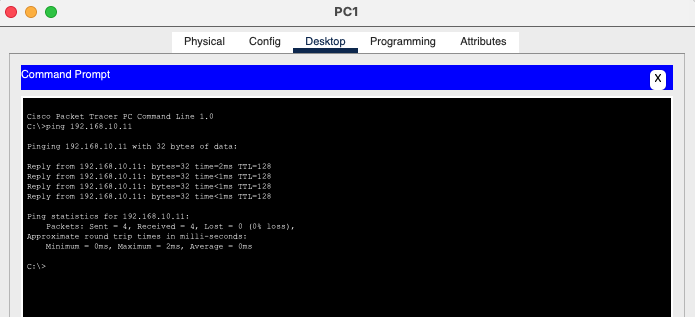 PC1
Physical Config Desktop Programming Attributes
Command Prompt
X
Cisco Packet Tracer PC Command Line 1.0
C:\>ping 192.168.10.11
Pinging 192.168.10.11 with 32 bytes of data:
Reply from 192.168.10.11: bytes=32 time=2ms TTL=128
Reply from 192.168.10.11: bytes=32 time<1ms TTL=128
Reply from 192.168.10.11: bytes=32 time<1ms TTL=128
Reply from 192.168.10.11: bytes=32 time<1ms TTL=128
Ping statistics for 192.168.10.11:
Packets: Sent = 4, Received = 4, Lost = 0 (0% loss),
Approximate round trip times in milli-seconds:
Minimum = 0ms, Maximum = 2ms, Average = 0ms
C:\>